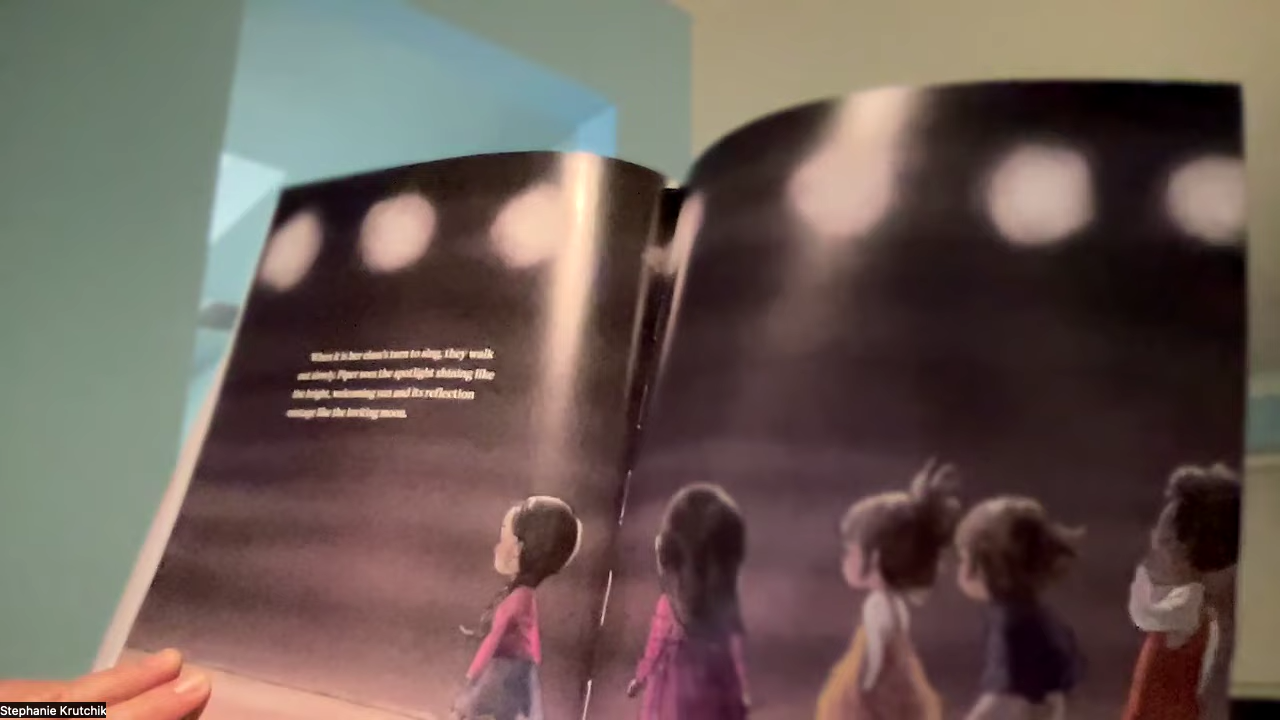 When it is her class's turn to sing, they walk
out slowly. Piper sees the spotlight shining like
the bright, welcoming sun and its reflection
onstage like the inviting moon.
Stephanie Krutchik